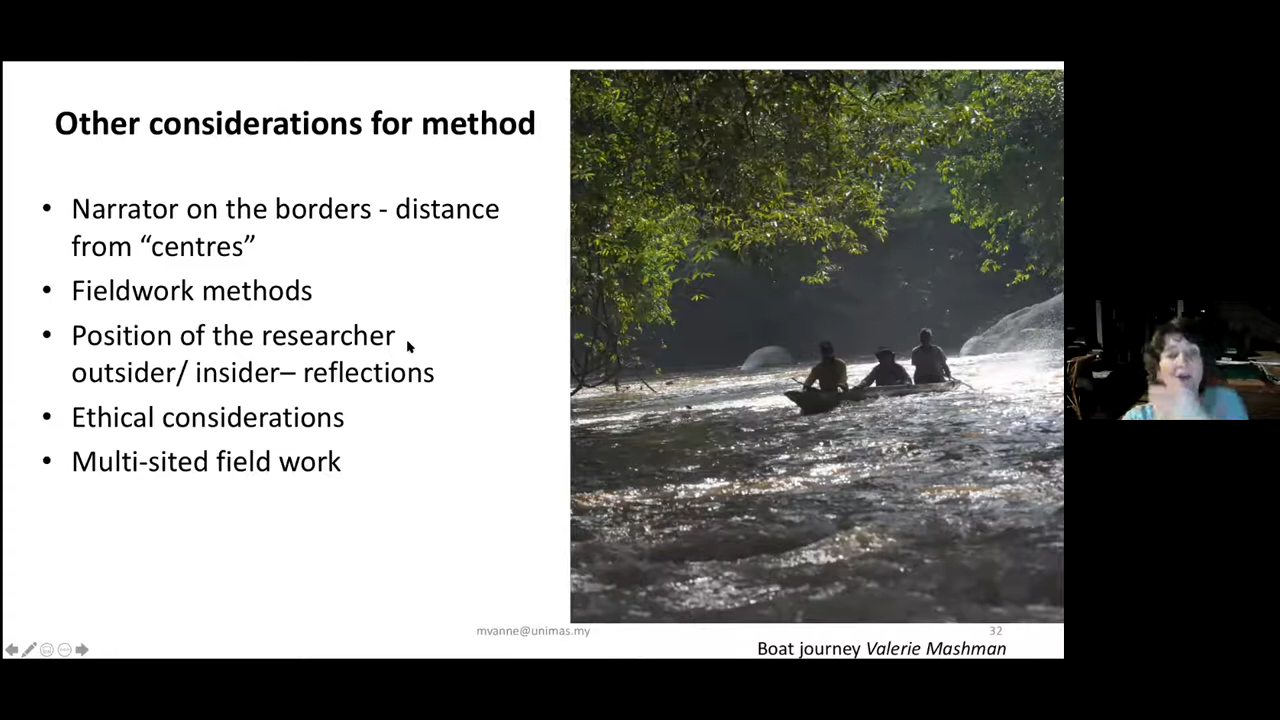 Other considerations for method
• Narrator on the borders - distance
from “centres”
• Fieldwork methods
• Position of the researcher
outsider/ insider– reflections
• Ethical considerations
• Multi-sited field work
mvanne@unimas.my
32
Boat journey Valerie Mashman